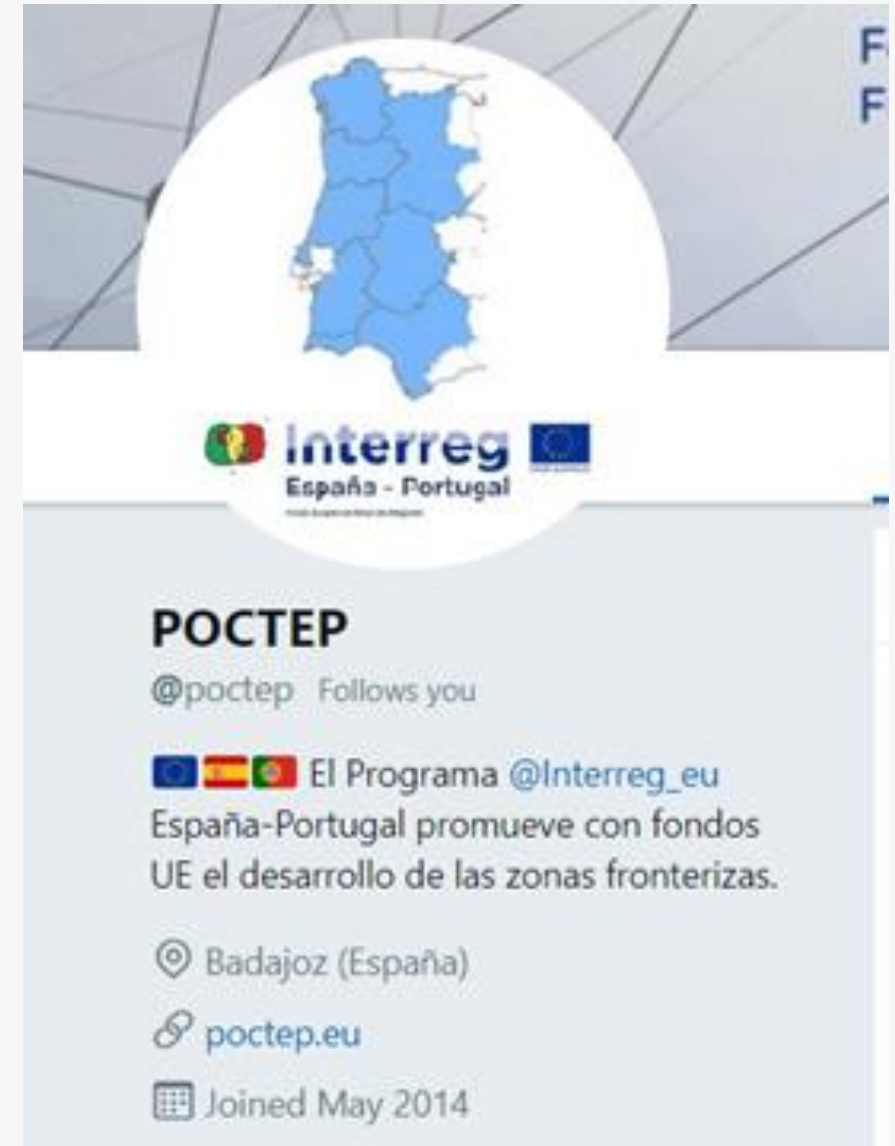 Interreg
España - Portugal
POCTEP
@poctep Follows you
El Programa @Interreg_eu
España-Portugal promueve con fondos
UE el desarrollo de las zonas fronterizas.
Badajoz (España)
poctep.eu
Joined May 2014